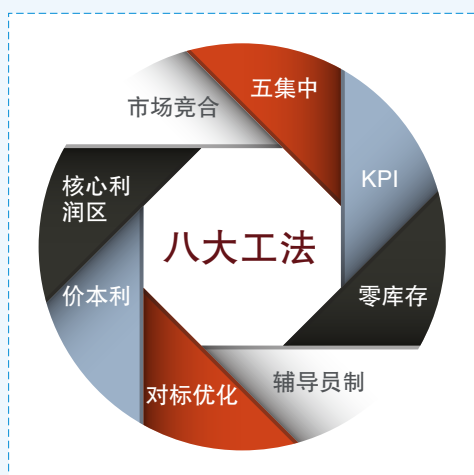 五集中
市场竞合
KPI
核心利
润区
八大工法
价本利
零库存
辅导员制
对标优化